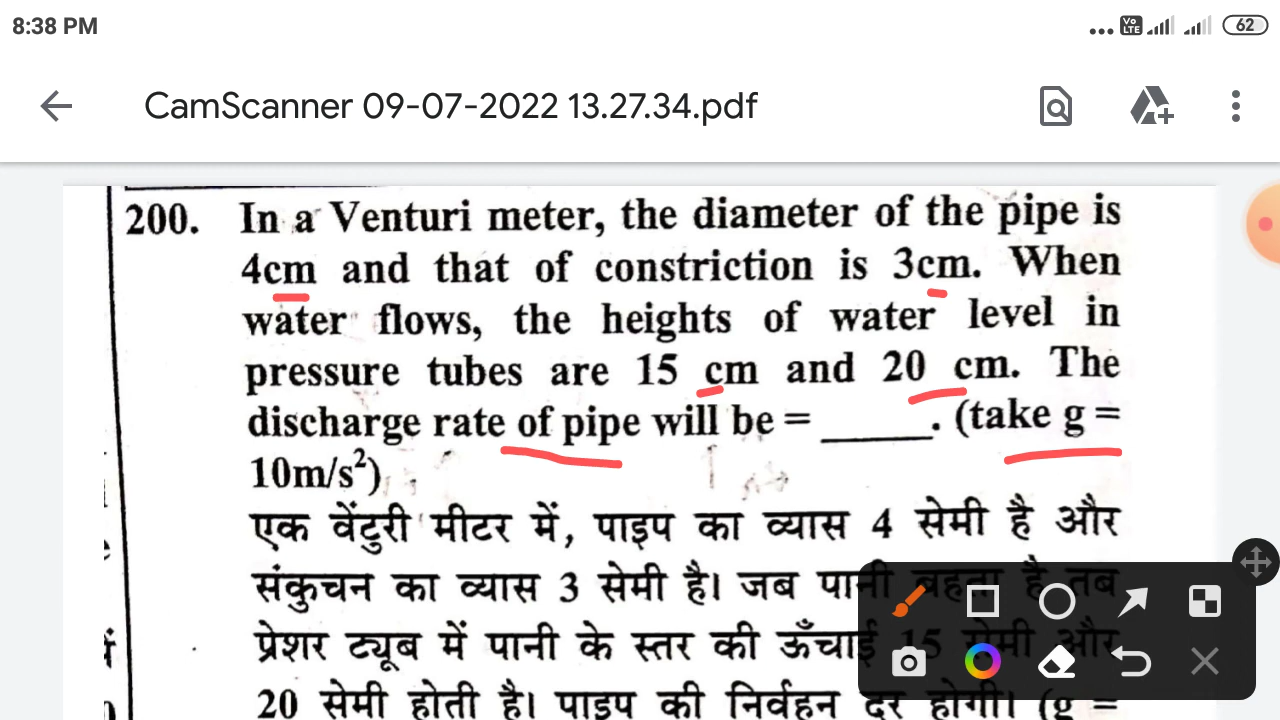 8:38 PM
Vo LTE
62
CamScanner 09-07-2022 13.27.34.pdf
200. In a Venturi meter, the diameter of the pipe is
4cm and that of constriction is 3cm. When
water flows, the heights of water level in
pressure tubes are 15 cm and 20 cm. The
discharge rate of pipe will be = _____. (take g =
10m/s²)
एक वेंटुरी मीटर में, पाइप का व्यास 4 सेमी है और
संकुचन का व्यास 3 सेमी है। जब पानी बहता है तब
प्रेशर ट्यूब में पानी के स्तर की ऊँचाई 15 सेमी और
20 सेमी होती है। पाइप की निर्वहन दर होगी। (g =